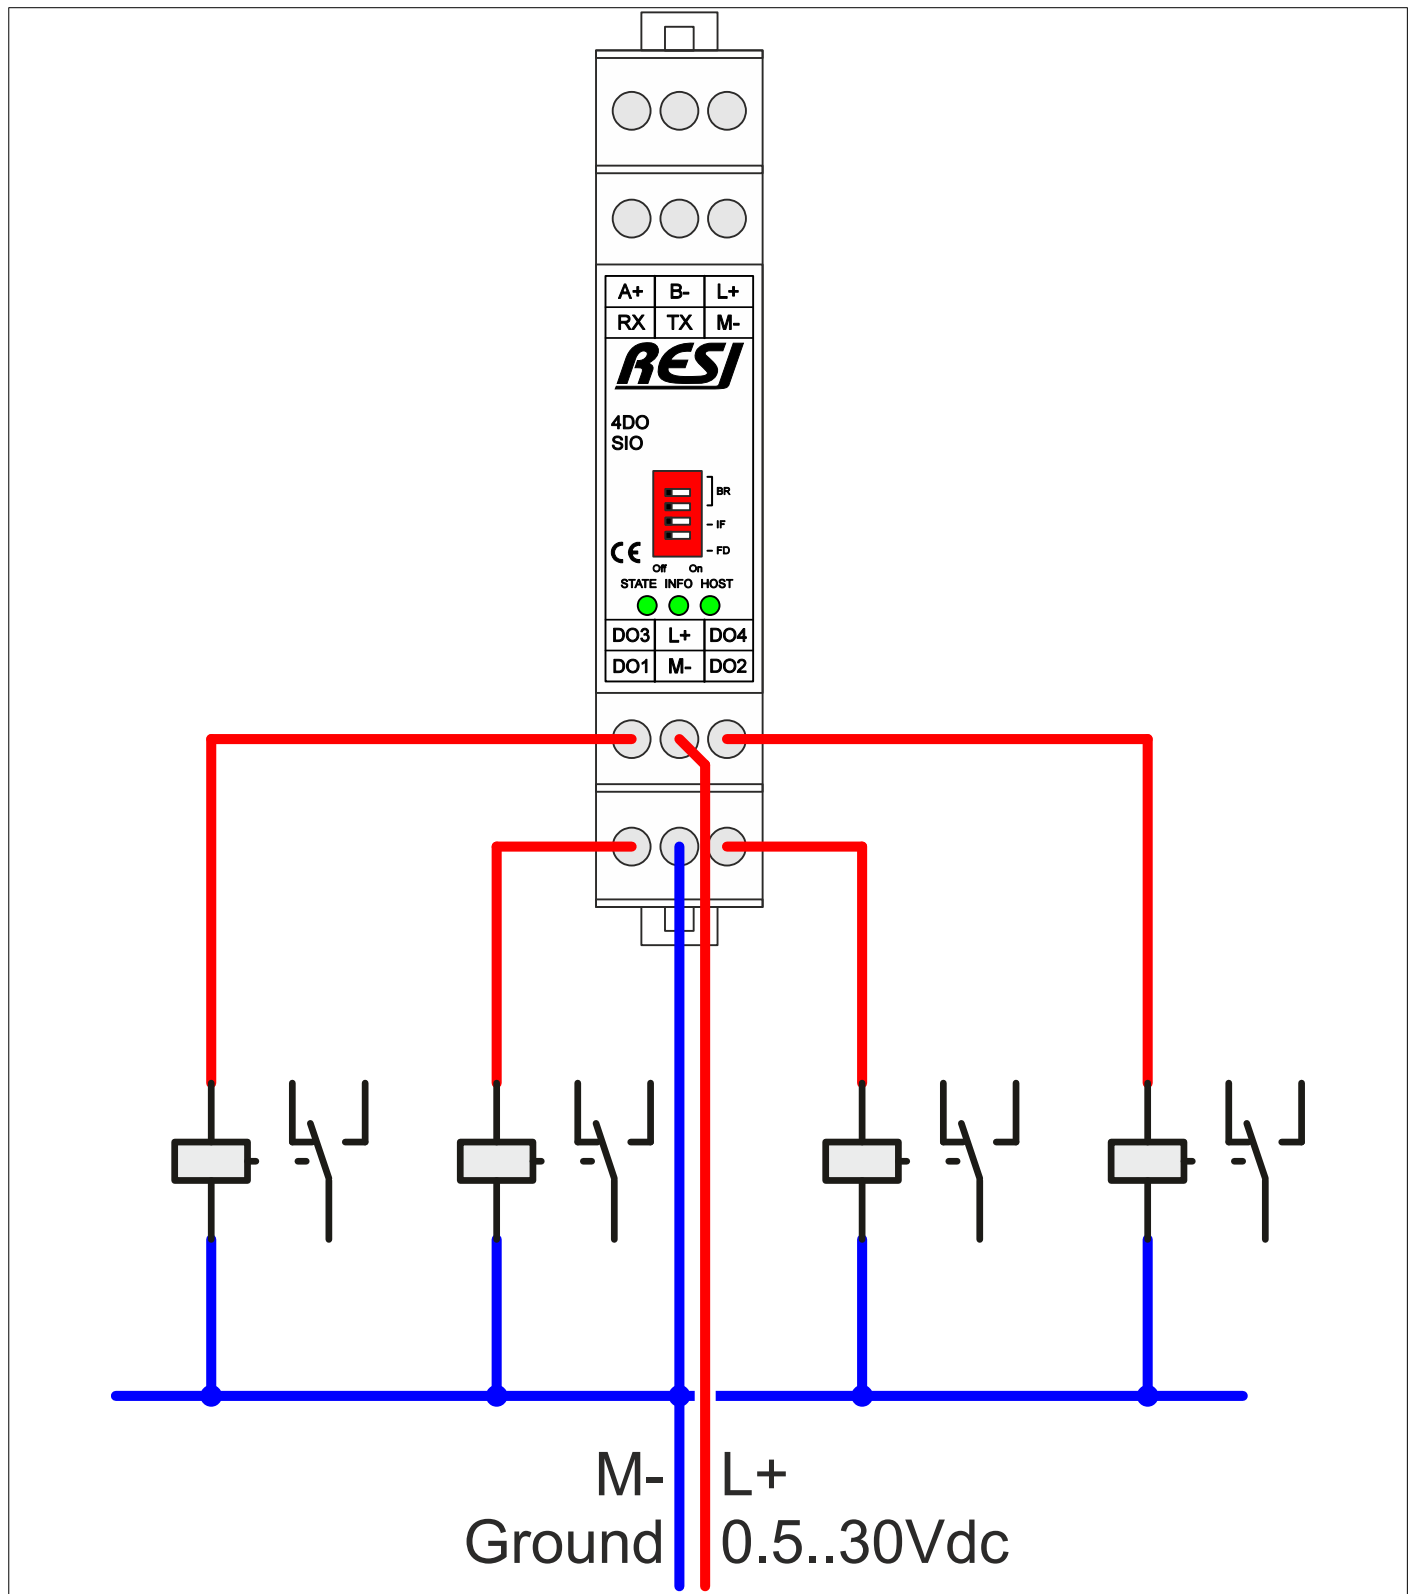 A+ B- L+
RX TX M-
RESI
4DO
SIO
BR
IF
FD
CE
Off On
STATE INFO HOST
DO3 L+ DO4
DO1 M- DO2
M- L+
Ground 0.5..30Vdc